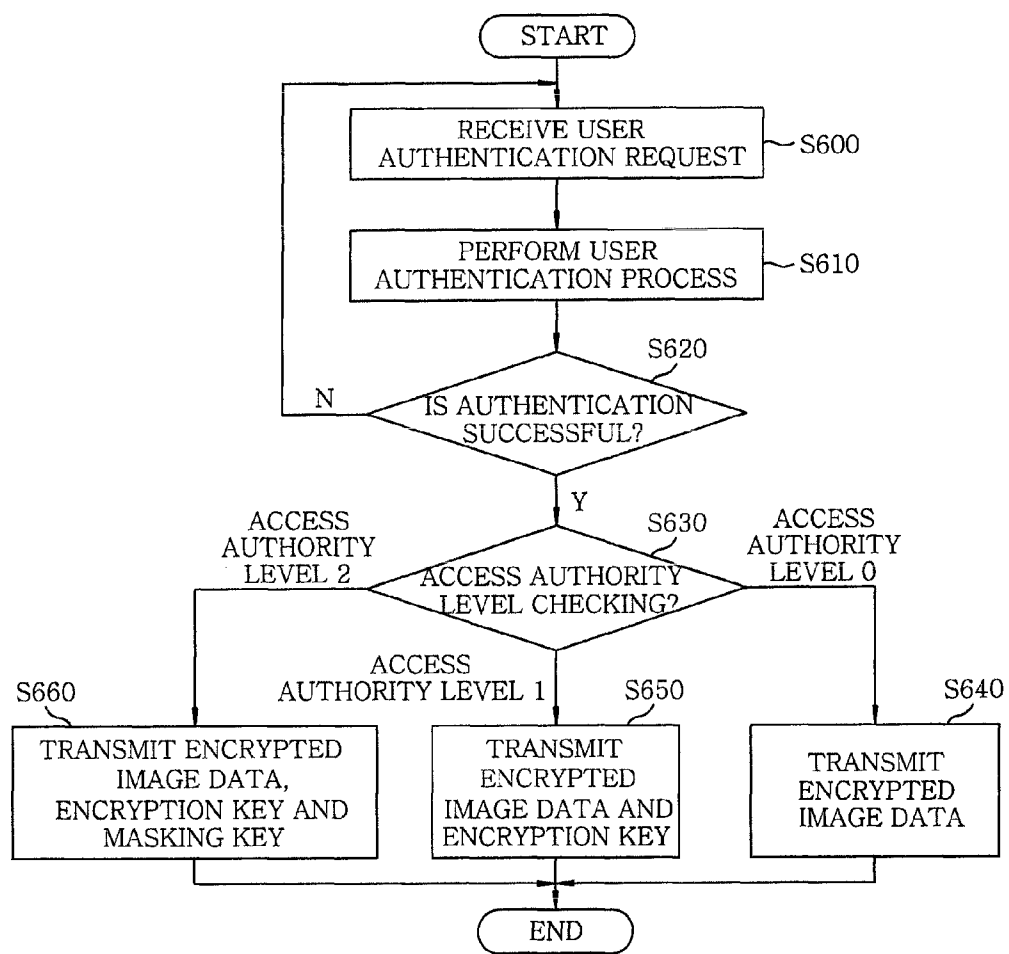 START
RECEIVE USER
AUTHENTICATION REQUEST
S600
PERFORM USER
AUTHENTICATION PROCESS
S610
S620
IS AUTHENTICATION
SUCCESSFUL?
N
Y
S630
ACCESS AUTHORITY
LEVEL CHECKING?
ACCESS
AUTHORITY
LEVEL 2
ACCESS
AUTHORITY
LEVEL 0
ACCESS
AUTHORITY LEVEL 1
S660
TRANSMIT ENCRYPTED
IMAGE DATA,
ENCRYPTION KEY AND
MASKING KEY
S650
TRANSMIT
ENCRYPTED
IMAGE DATA AND
ENCRYPTION KEY
S640
TRANSMIT
ENCRYPTED
IMAGE DATA
END